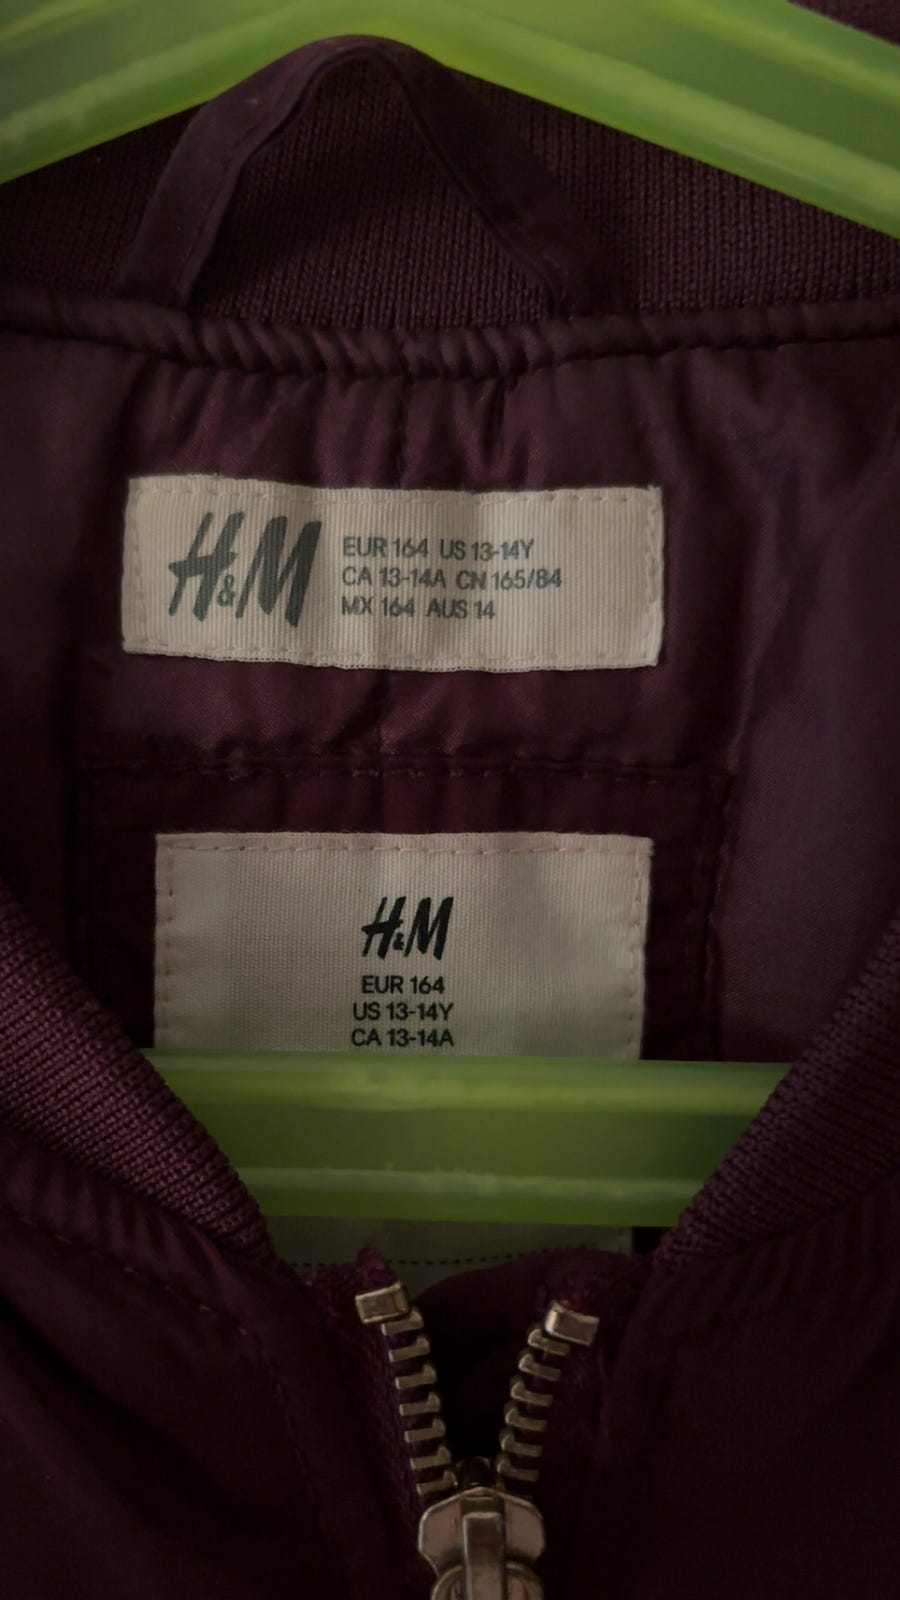 H&M
EUR 164 US 13-14Y
CA 13-14A CN 165/84
MX 164 AUS 14
H&M
EUR 164
US 13-14Y
CA 13-14A